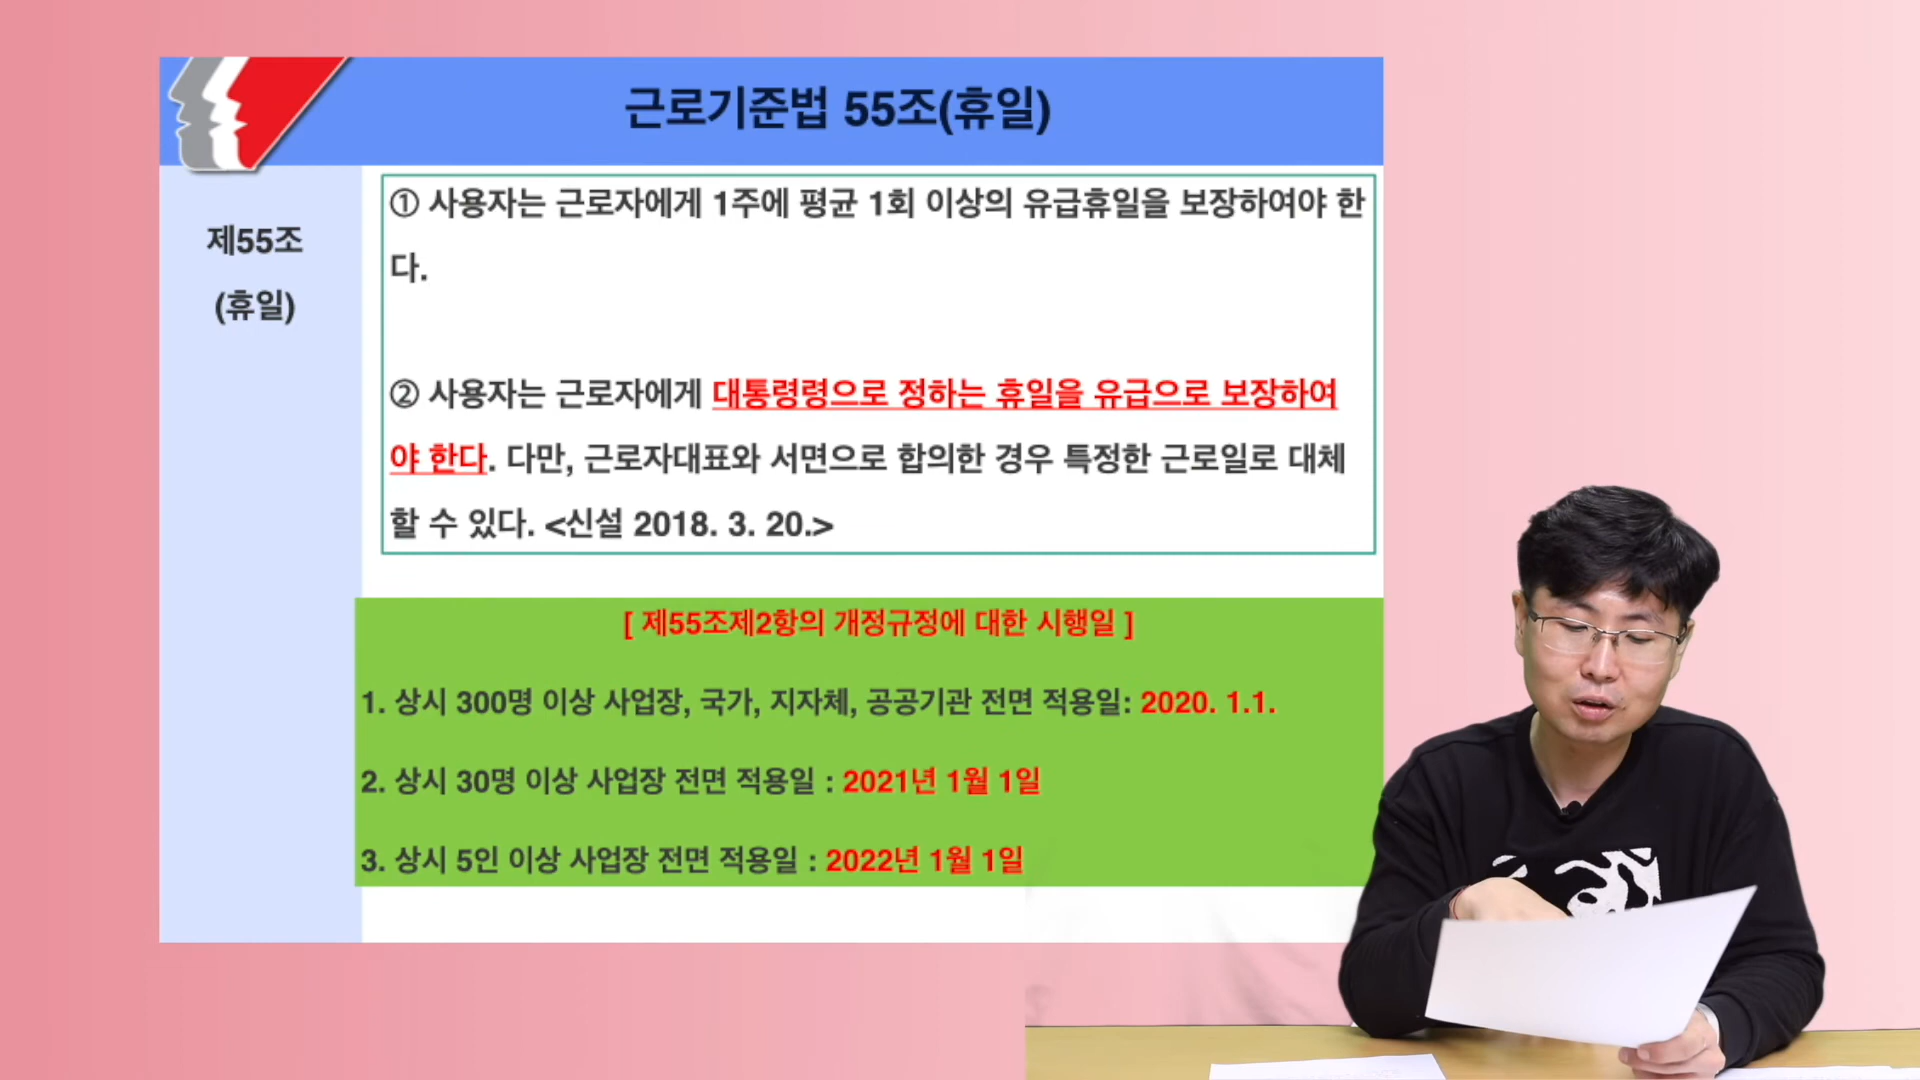 근로기준법 55조(휴일)
제55조
(휴일)
① 사용자는 근로자에게 1주에 평균 1회 이상의 유급휴일을 보장하여야 한
다.
② 사용자는 근로자에게 대통령령으로 정하는 휴일을 유급으로 보장하여
야 한다. 다만, 근로자대표와 서면으로 합의한 경우 특정한 근로일로 대체
할 수 있다. <신설 2018. 3. 20.>
[ 제55조제2항의 개정규정에 대한 시행일 ]
1. 상시 300명 이상 사업장, 국가, 지자체, 공공기관 전면 적용일: 2020. 1.1.
2. 상시 30명 이상 사업장 전면 적용일 : 2021년 1월 1일
3. 상시 5인 이상 사업장 전면 적용일 : 2022년 1월 1일